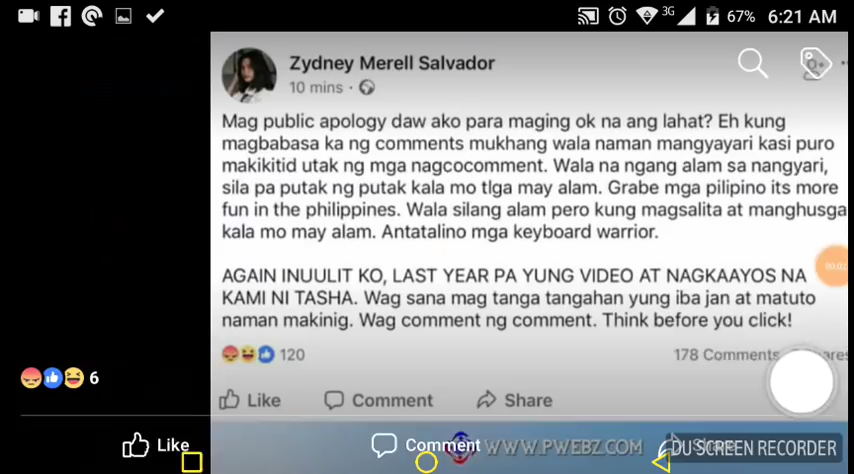 3G 67% 6:21 AM
Zydney Merell Salvador
10 mins
Mag public apology daw ako para maging ok na ang lahat? Eh kung
magbabasa ka ng comments mukhang wala naman mangyayari kasi puro
makikitid utak ng mga nagcocomment. Wala na ngang alam sa nangyari,
sila pa putak ng putak kala mo tlga may alam. Grabe mga pilipino its more
fun in the philippines. Wala silang alam pero kung magsalita at manghusga
kala mo may alam. Antatalino mga keyboard warrior.
AGAIN INUULIT KO, LAST YEAR PA YUNG VIDEO AT NAGKAAYOS NA
KAMI NI TASHA. Wag sana mag tanga tangahan yung iba jan at matuto
naman makinig. Wag comment ng comment. Think before you click!
120 178 Comments
6
Like Comment Share
Like Comment WWW.PWEBZ.COM DU SCREEN RECORDER